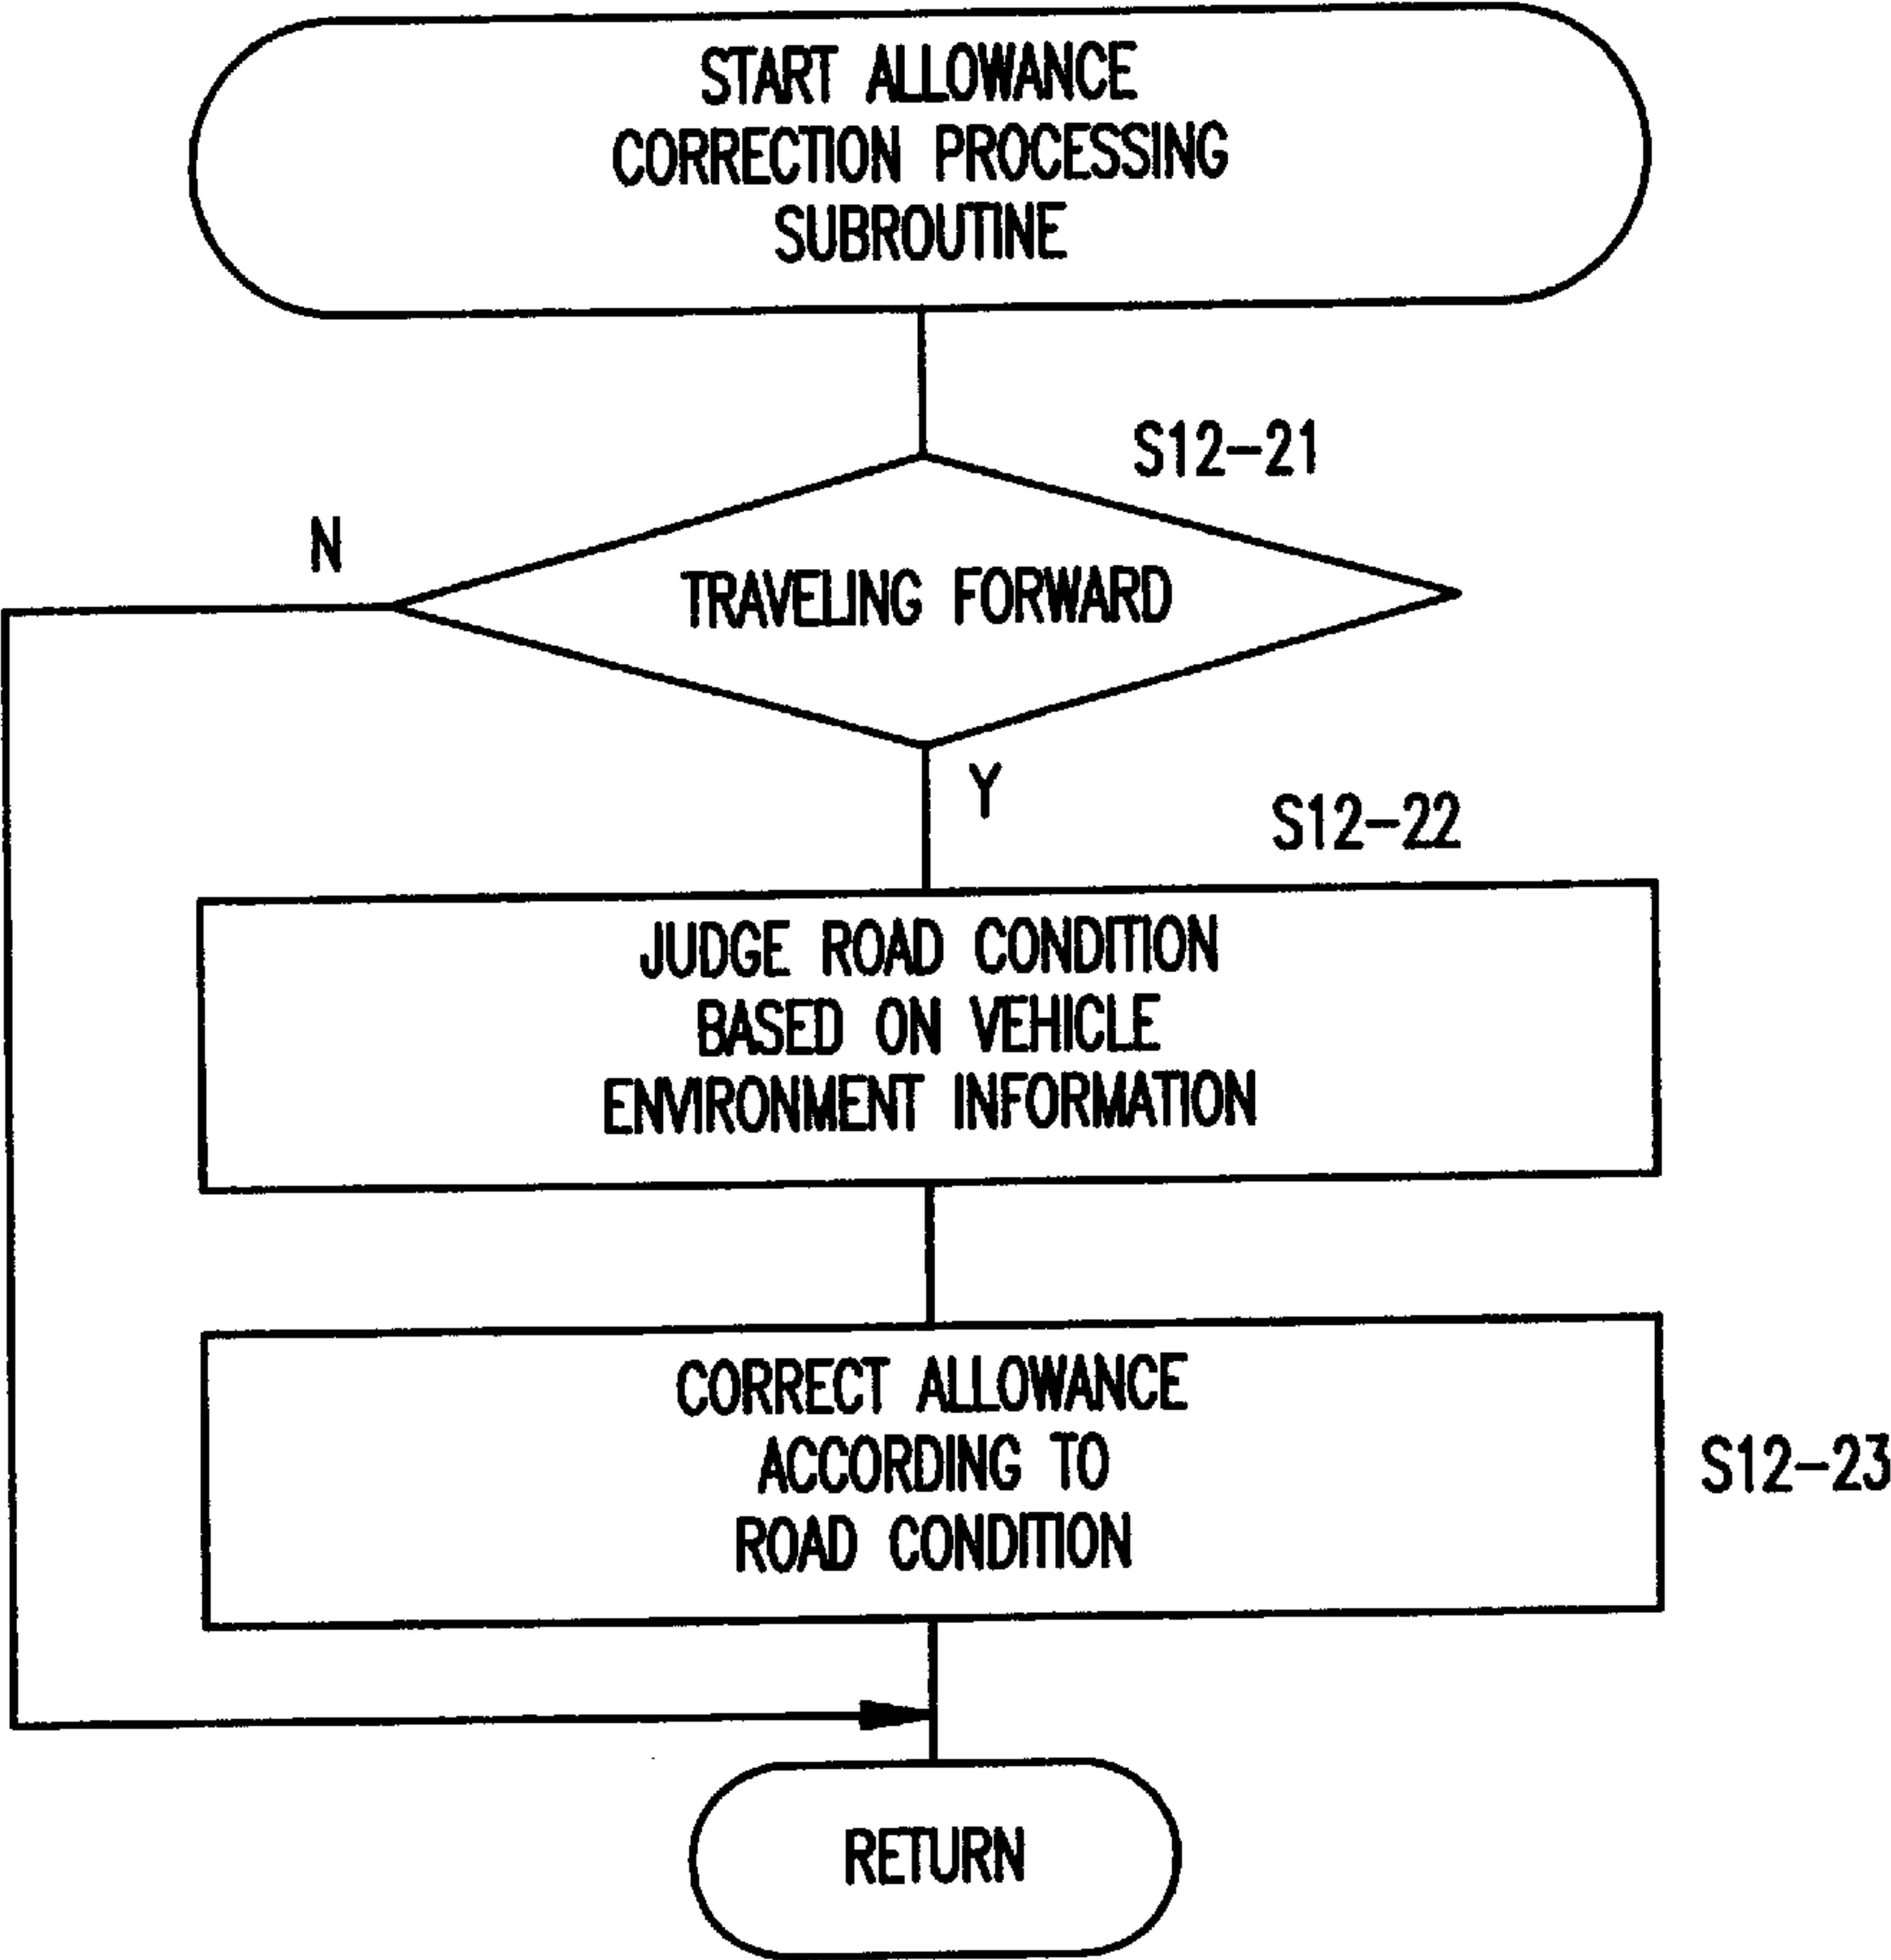 START ALLOWANCE
CORRECTION PROCESSING
SUBROUTINE
S12-21
N
TRAVELING FORWARD
Y
S12-22
JUDGE ROAD CONDITION
BASED ON VEHICLE
ENVIRONMENT INFORMATION
CORRECT ALLOWANCE
ACCORDING TO
ROAD CONDITION
S12-23
RETURN